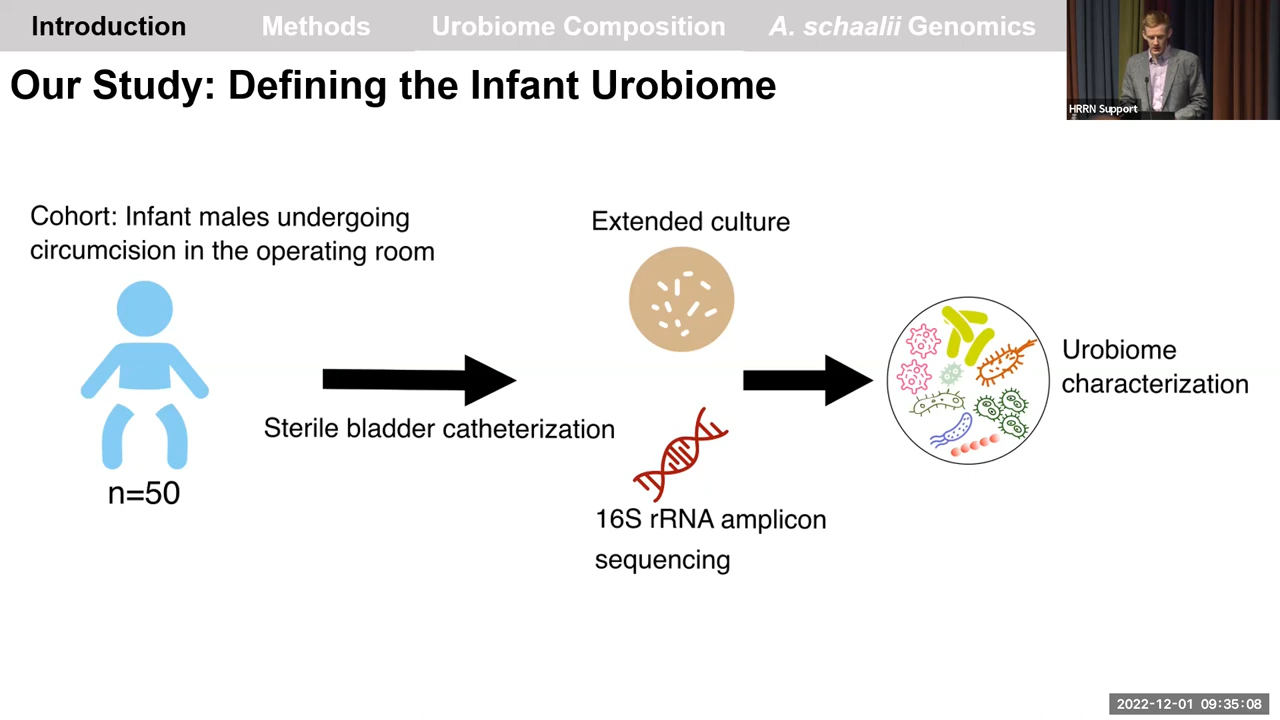 Introduction
Methods
Urobiome Composition
A. schaalii Genomics
HRRN Support
Our Study: Defining the Infant Urobiome
Cohort: Infant males undergoing
circumcision in the operating room
n=50
Sterile bladder catheterization
Extended culture
16S rRNA amplicon
sequencing
Urobiome
characterization
2022-12-01 09:35:08